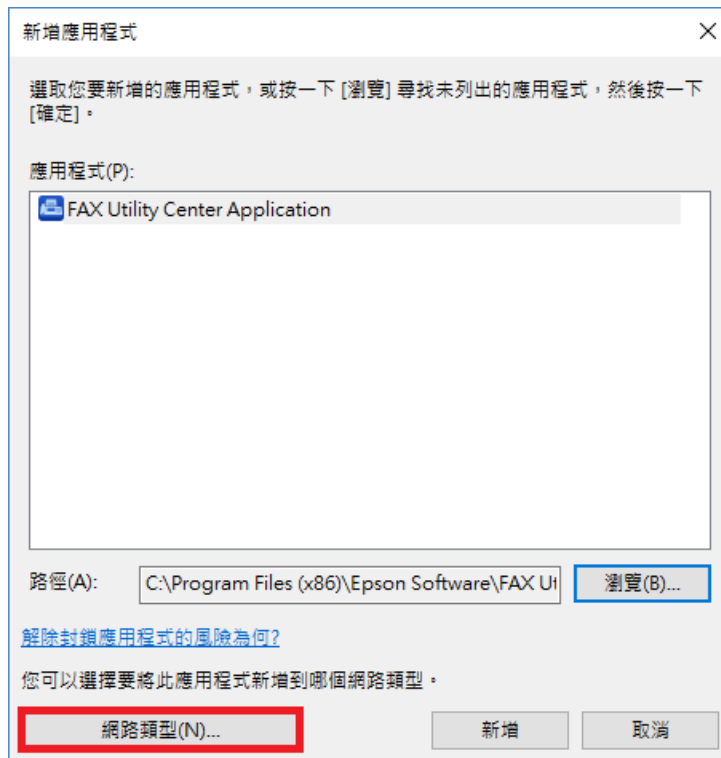 新增應用程式
選取您要新增的應用程式，或按一下 [瀏覽] 尋找未列出的應用程式，然後按一下
[確定]。
應用程式(P):
FAX Utility Center Application
路徑(A):
C:\Program Files (x86)\Epson Software\FAX Ut
瀏覽(B)...
解除封鎖應用程式的風險為何?
您可以選擇要將此應用程式新增到哪個網路類型。
網路類型(N)...
新增
取消